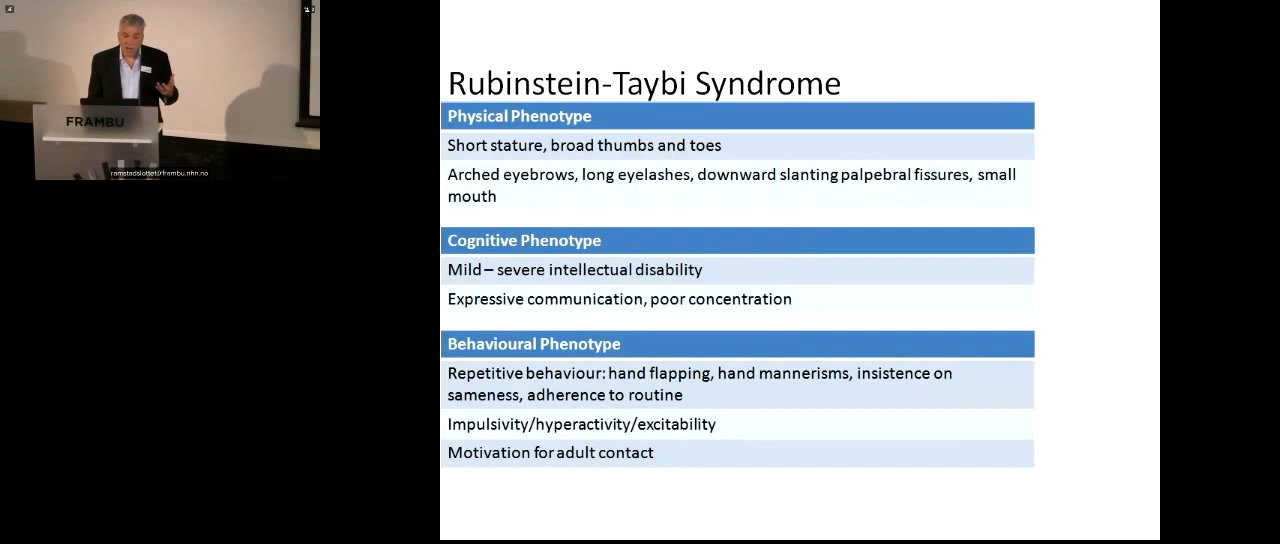 FRAMBU
ramstadslottet@frambu.nhn.no
Rubinstein-Taybi Syndrome
Physical Phenotype
Short stature, broad thumbs and toes
Arched eyebrows, long eyelashes, downward slanting palpebral fissures, small
mouth
Cognitive Phenotype
Mild – severe intellectual disability
Expressive communication, poor concentration
Behavioural Phenotype
Repetitive behaviour: hand flapping, hand mannerisms, insistence on
sameness, adherence to routine
Impulsivity/hyperactivity/excitability
Motivation for adult contact